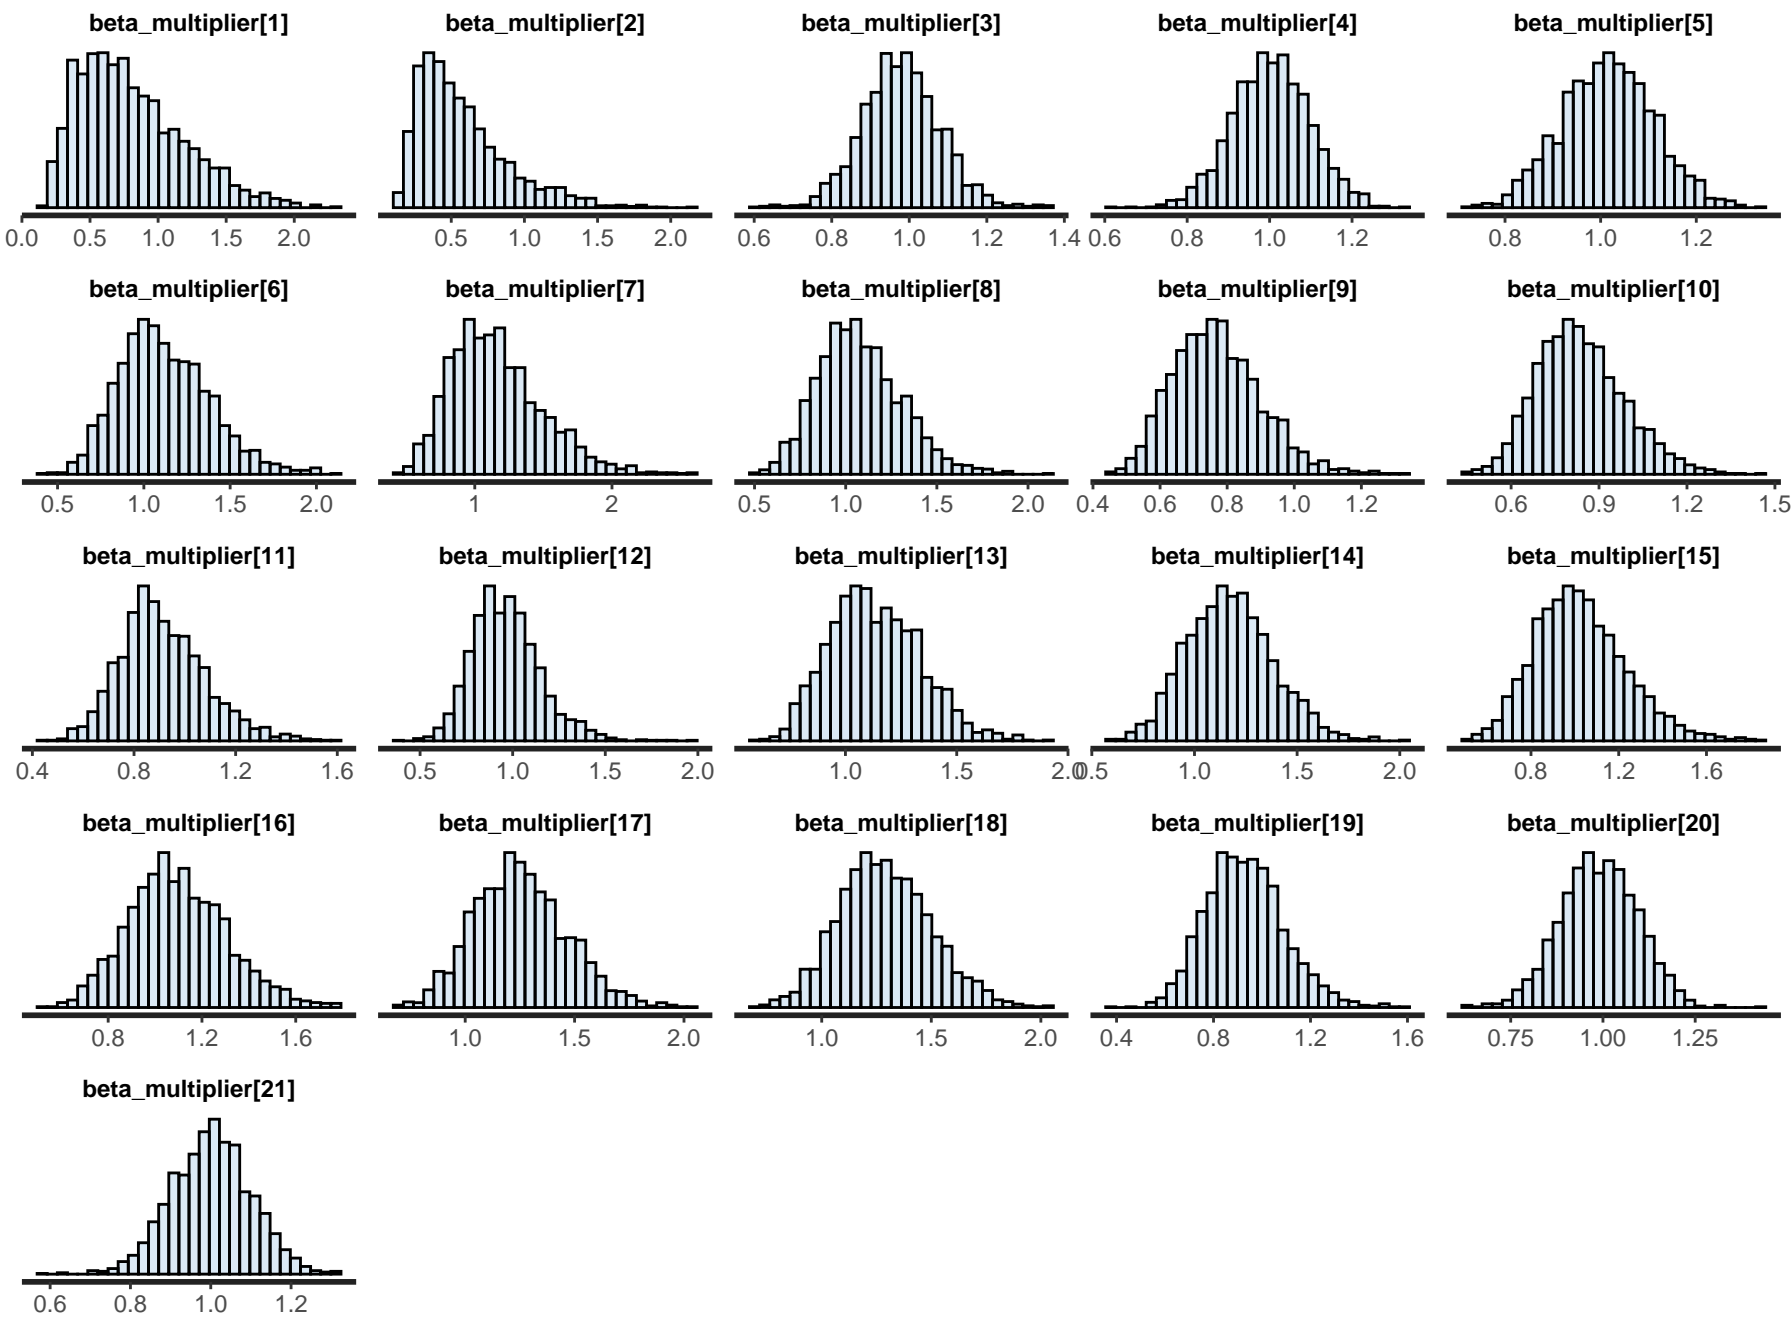 beta_multiplier[1] beta_multiplier[2] beta_multiplier[3] beta_multiplier[4] beta_multiplier[5]
0.0 0.5 1.0 1.5 2.0 0.5 1.0 1.5 2.0 0.6 0.8 1.0 1.2 1.4 0.6 0.8 1.0 1.2 0.8 1.0 1.2
beta_multiplier[6] beta_multiplier[7] beta_multiplier[8] beta_multiplier[9] beta_multiplier[10]
0.5 1.0 1.5 2.0 1 2 0.5 1.0 1.5 2.0 0.4 0.6 0.8 1.0 1.2 0.6 0.9 1.2 1.5
beta_multiplier[11] beta_multiplier[12] beta_multiplier[13] beta_multiplier[14] beta_multiplier[15]
0.4 0.8 1.2 1.6 0.5 1.0 1.5 2.0 1.0 1.5 2.0 0.5 1.0 1.5 2.0 0.8 1.2 1.6
beta_multiplier[16] beta_multiplier[17] beta_multiplier[18] beta_multiplier[19] beta_multiplier[20]
0.8 1.2 1.6 1.0 1.5 2.0 1.0 1.5 2.0 0.4 0.8 1.2 1.6 0.75 1.00 1.25
beta_multiplier[21]
0.6 0.8 1.0 1.2